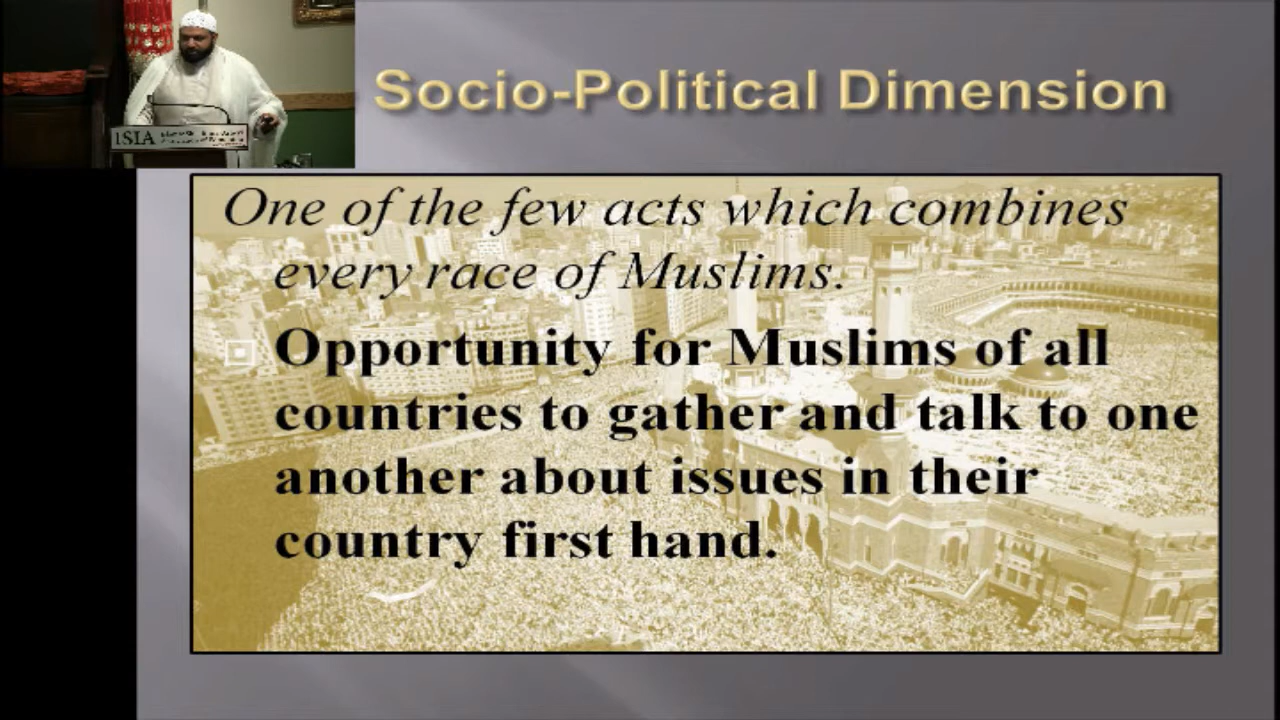 Socio-Political Dimension
One of the few acts which combines
every race of Muslims.
Opportunity for Muslims of all
countries to gather and talk to one
another about issues in their
country first hand.
ISIA